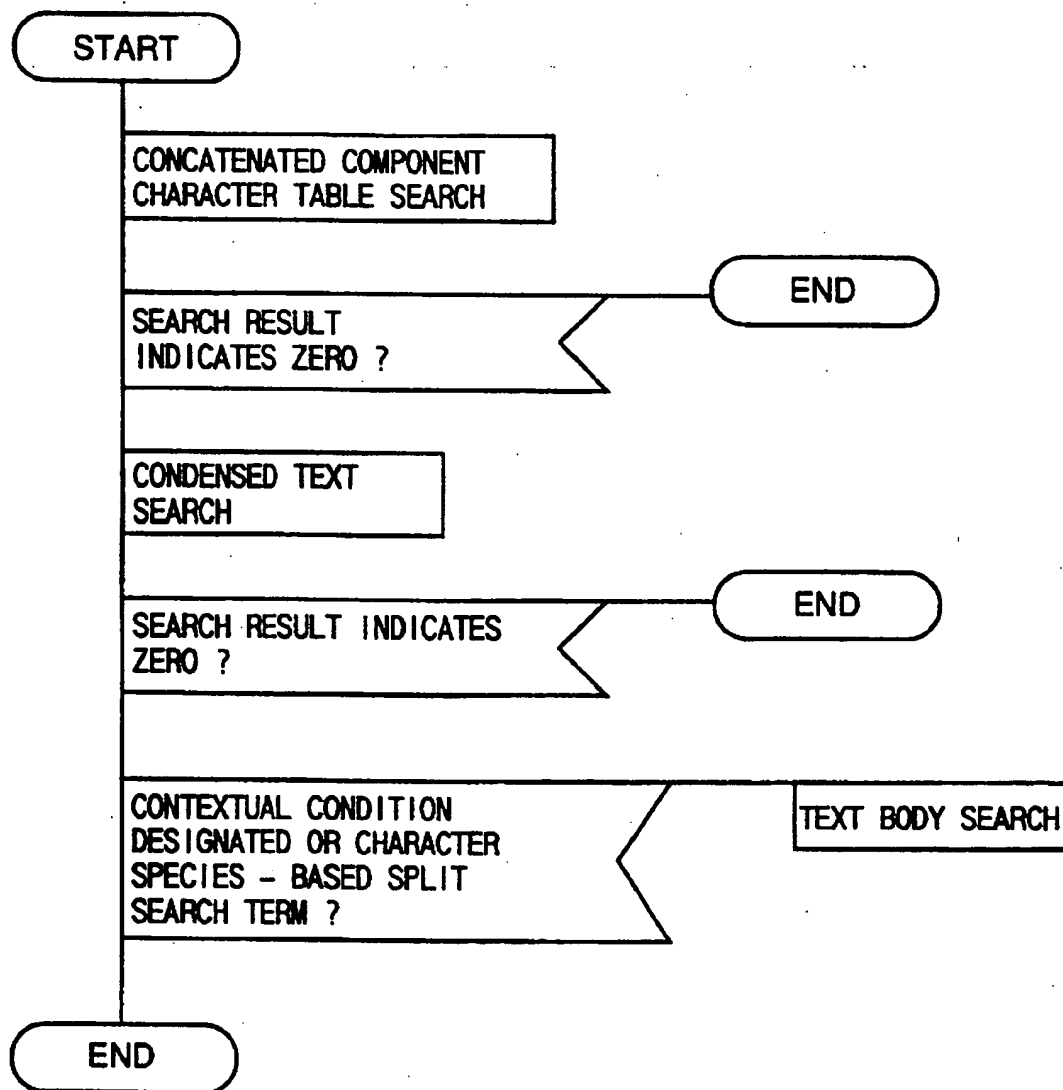 START
CONCATENATED COMPONENT
CHARACTER TABLE SEARCH
END
SEARCH RESULT
INDICATES ZERO ?
CONDENSED TEXT
SEARCH
END
SEARCH RESULT INDICATES
ZERO ?
CONTEXTUAL CONDITION
DESIGNATED OR CHARACTER
SPECIES – BASED SPLIT
SEARCH TERM ?
TEXT BODY SEARCH
END